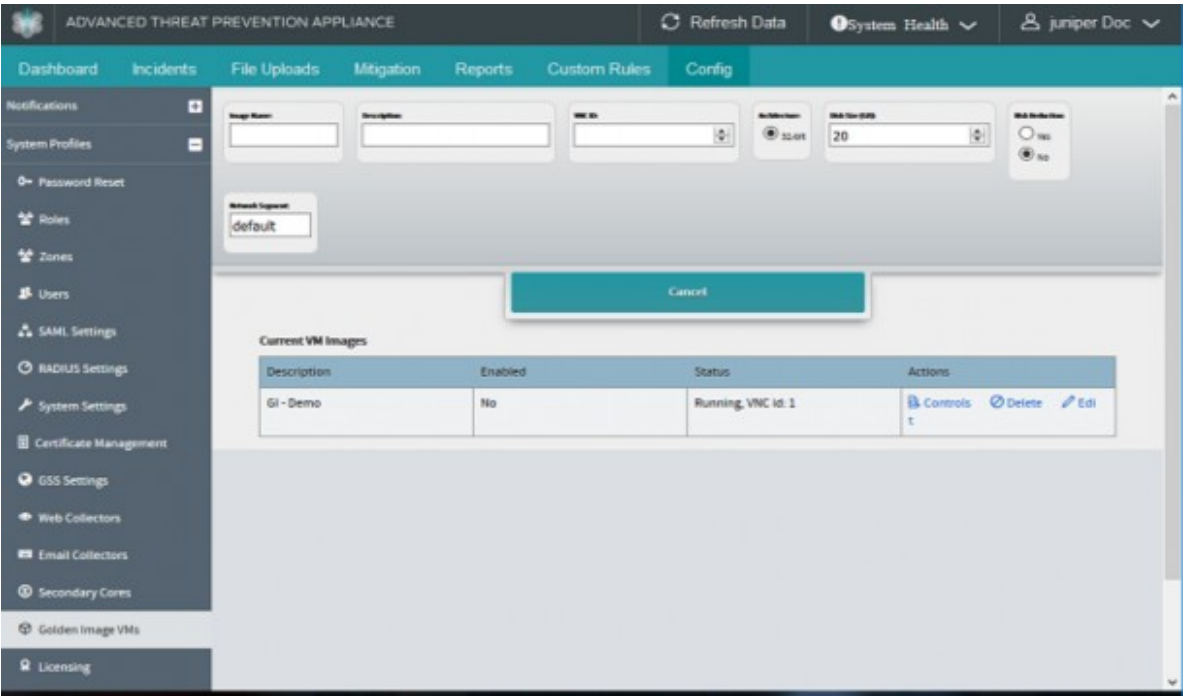 ADVANCED THREAT PREVENTION APPLIANCE
Refresh Data
System Health
juniper Doc
Dashboard Incidents File Uploads Mitigation Reports Custom Rules Config
Notifications
System Profiles
Password Reset
Roles
Zones
Users
SAML Settings
RADIUS Settings
System Settings
Certificate Management
GSS Settings
Web Collectors
Email Collectors
Secondary Cores
Golden Image VMs
Licensing
Image Name:
Description:
VNC ID:
Architecture:
32-bit
Disk Size (GB):
20
Yes
No
Network Segment:
default
Cancel
Current VM Images
Description Enabled Status Actions
GI - Demo No Running, VNC id: 1 Controls Delete Edi
t